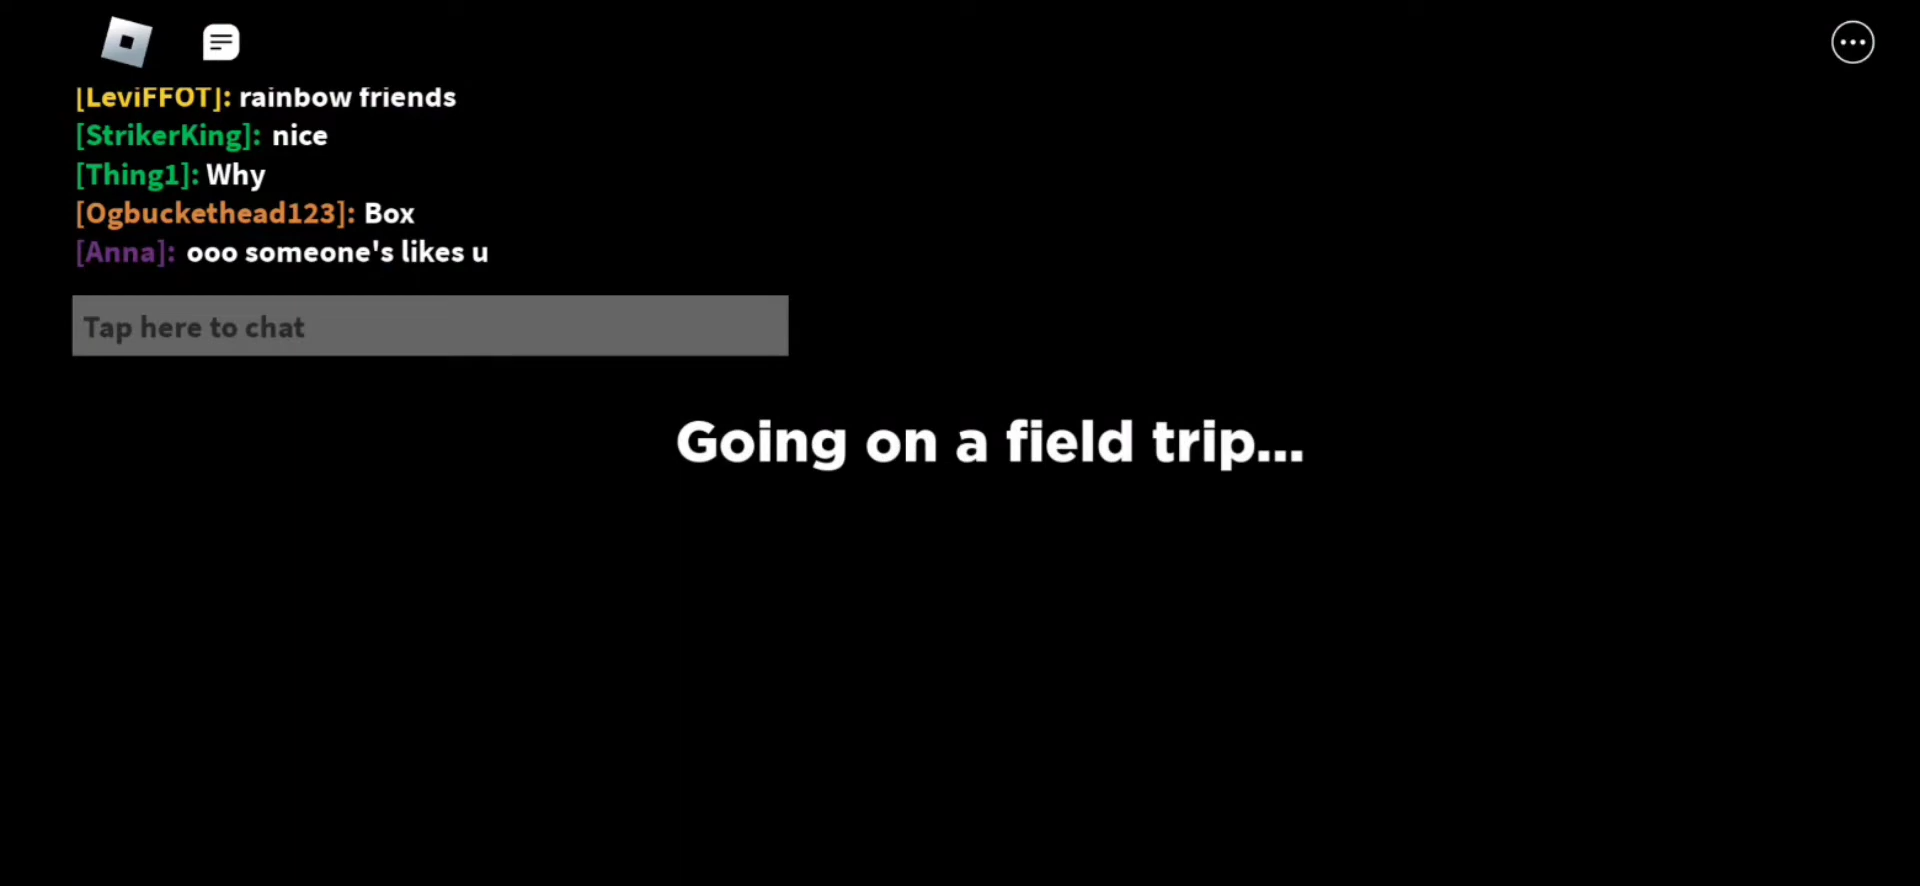 [LeviFFOT]: rainbow friends
[StrikerKing]: nice
[Thing1]: Why
[Ogbuckethead123]: Box
[Anna]: ooo someone's likes u
Tap here to chat
Going on a field trip...